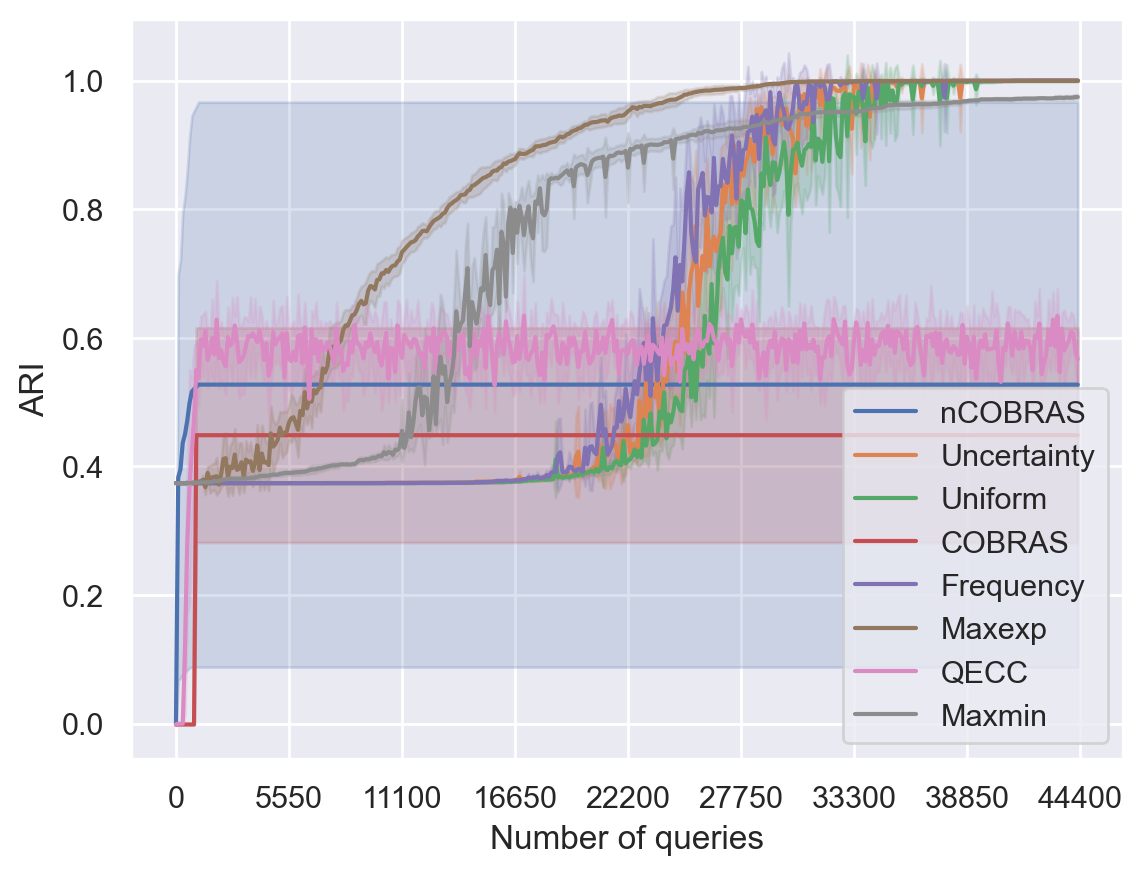 1.0
0.8
0.6
0.4
0.2
0.0
ARI
nCOBRAS
Uncertainty
Uniform
COBRAS
Frequency
Maxexp
QECC
Maxmin
0 5550 11100 16650 22200 27750 33300 38850 44400
Number of queries